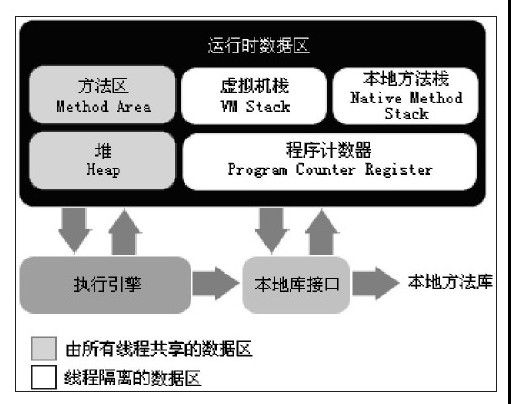 运行时数据区
方法区
Method Area
虚拟机栈
VM Stack
本地方法栈
Native Method
Stack
堆
Heap
程序计数器
Program Counter Register
执行引擎
本地库接口
本地方法库
由所有线程共享的数据区
线程隔离的数据区